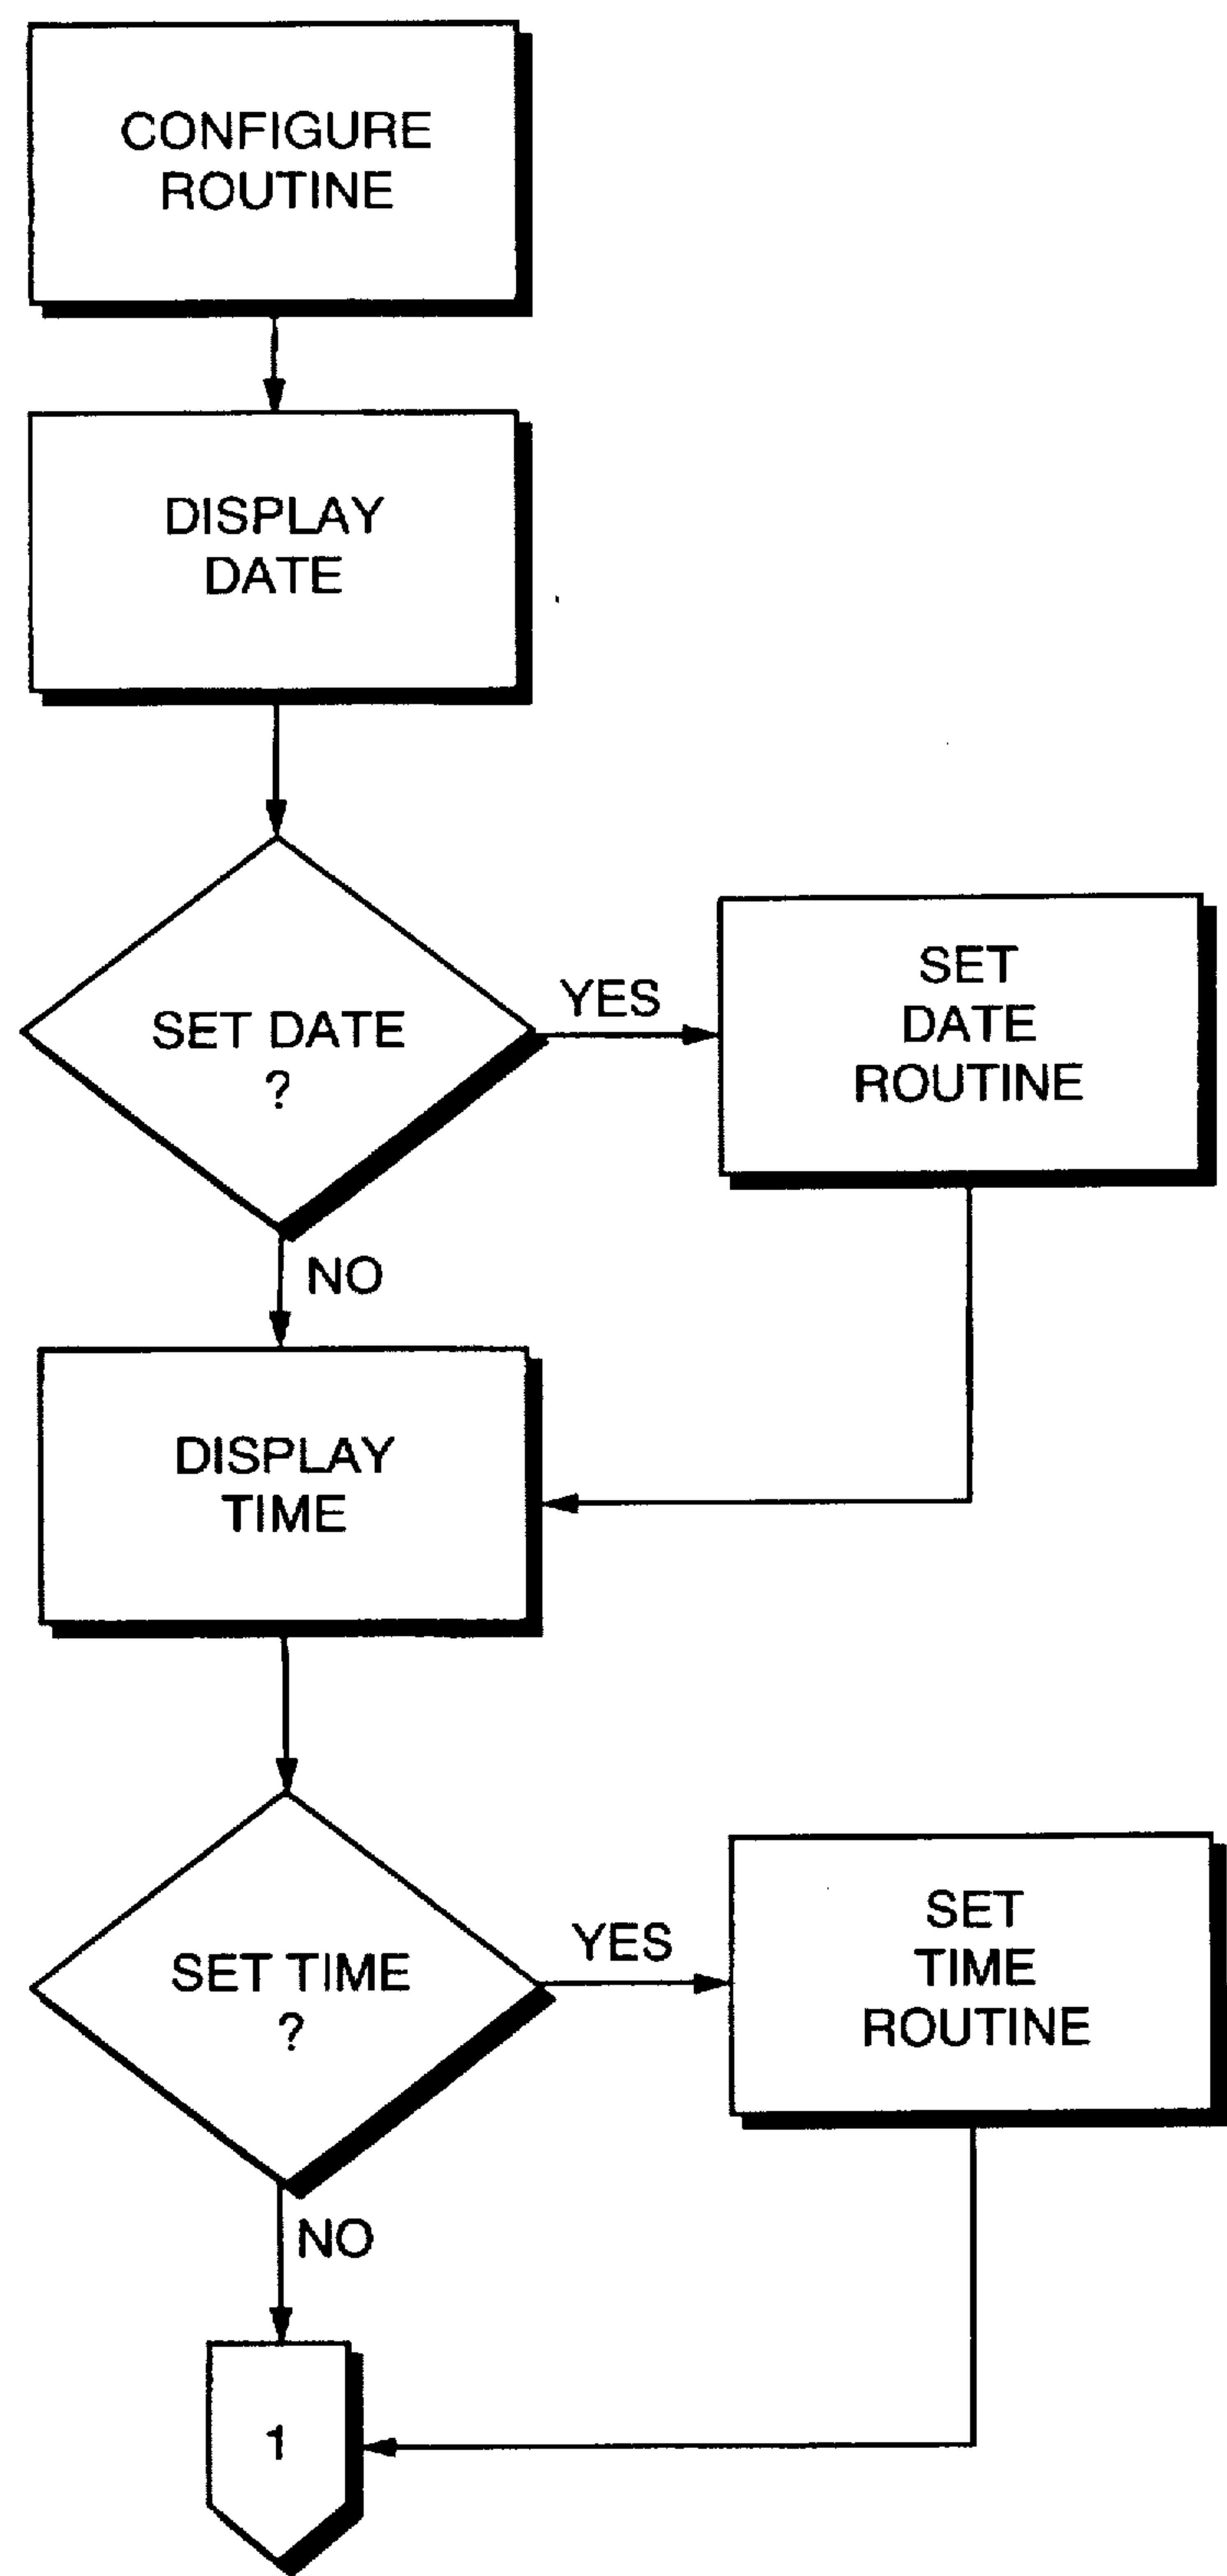 CONFIGURE
ROUTINE
DISPLAY
DATE
SET DATE
?
YES
SET
DATE
ROUTINE
NO
DISPLAY
TIME
SET TIME
?
YES
SET
TIME
ROUTINE
NO
1